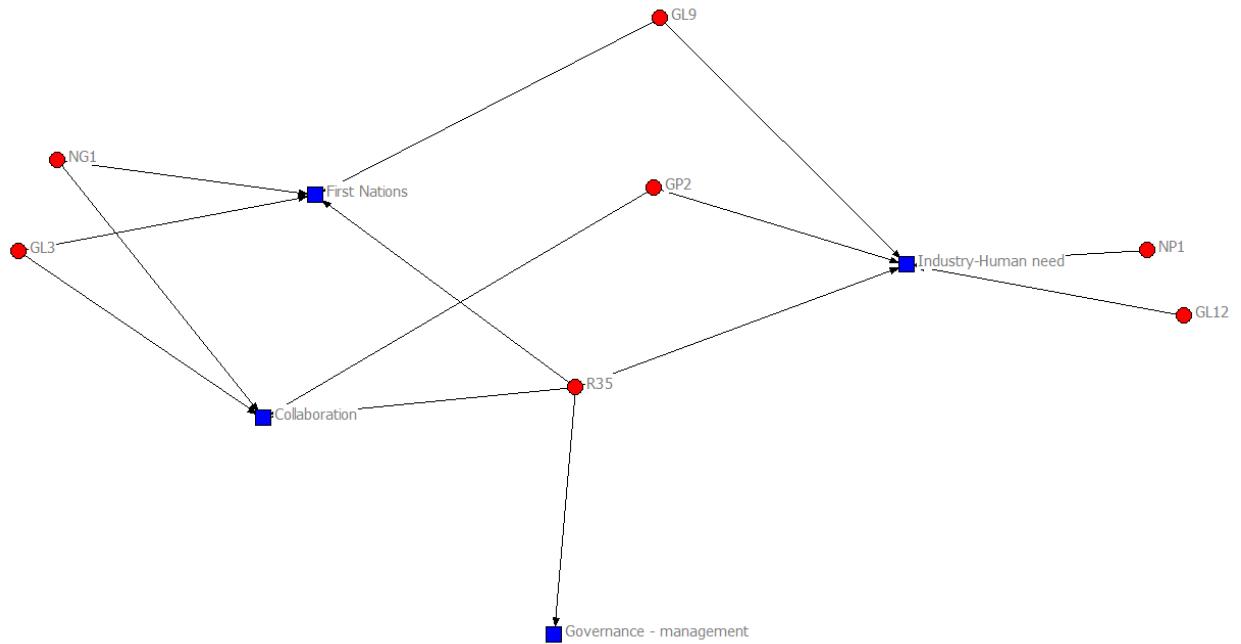 GL9
NG1
First Nations
GP2
GL3
Industry-Human need
NP1
GL12
R35
Collaboration
Governance - management